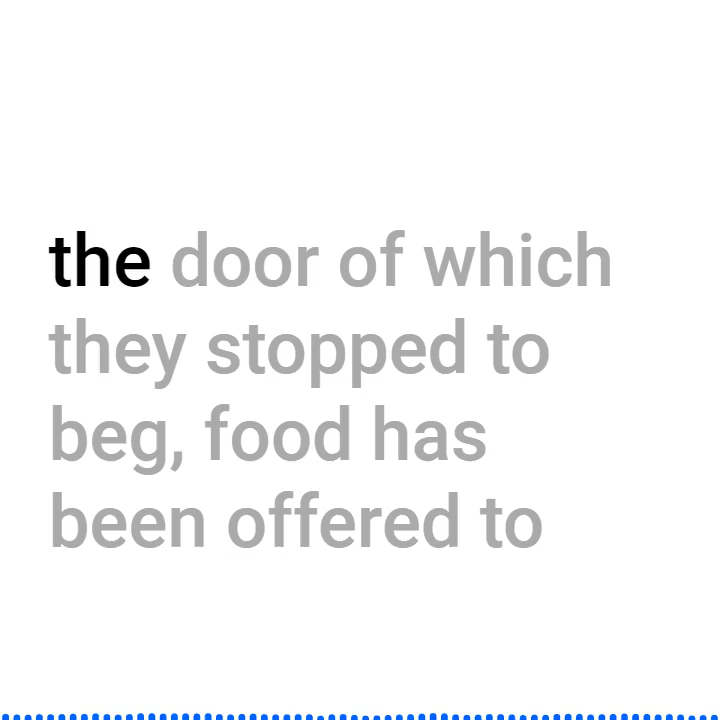 the door of which
they stopped to
beg, food has
been offered to